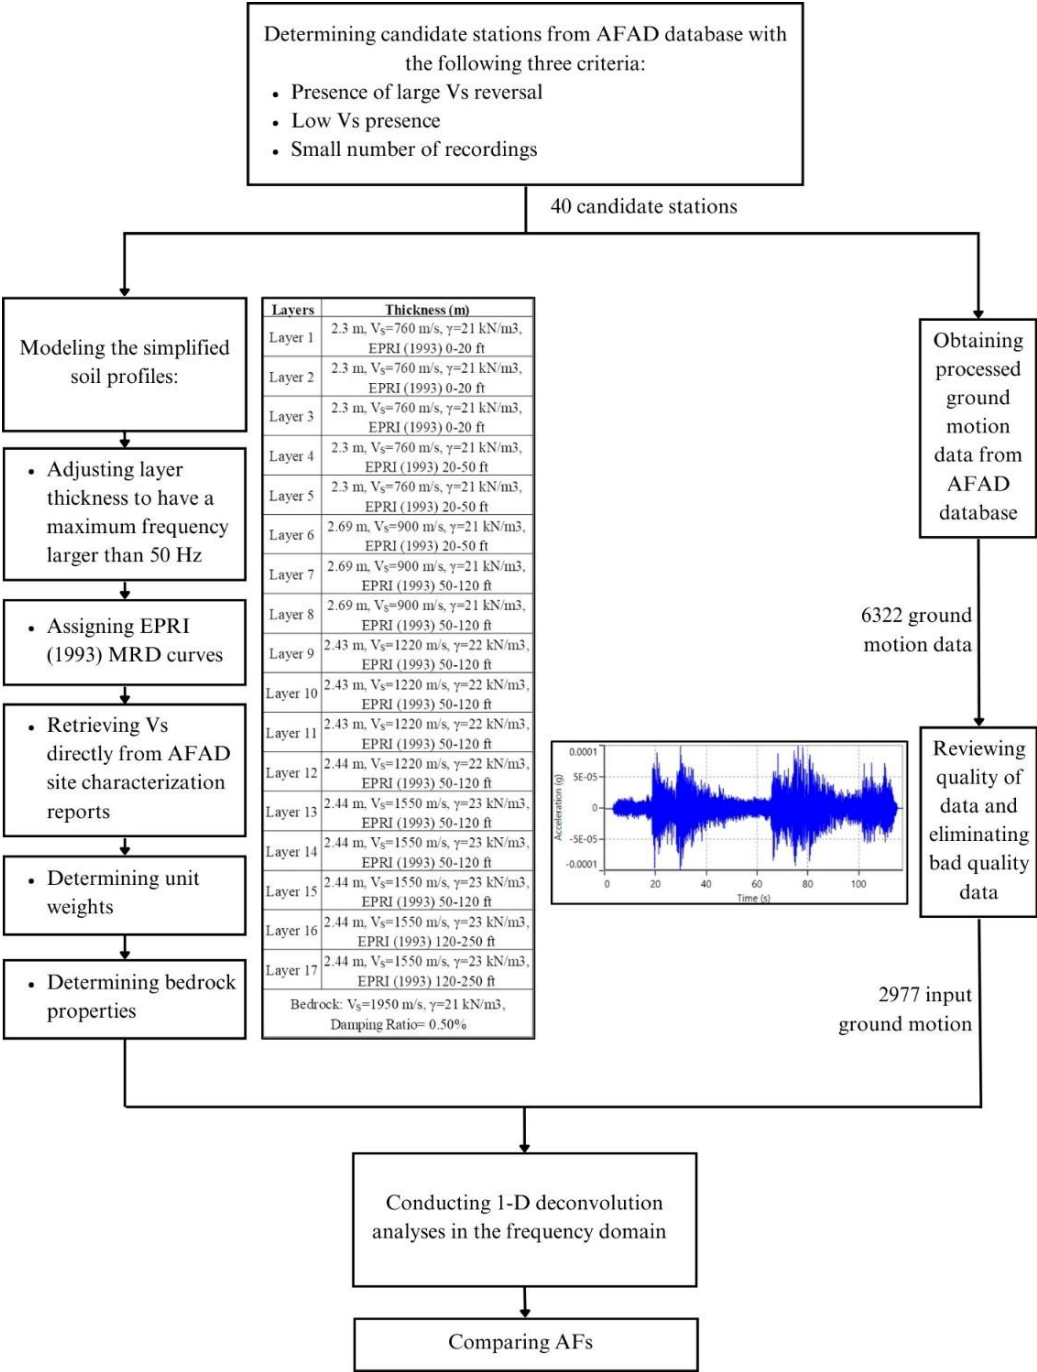 Determining candidate stations from AFAD database with
the following three criteria:
• Presence of large Vs reversal
• Low Vs presence
• Small number of recordings
40 candidate stations
Modeling the simplified
soil profiles:
• Adjusting layer
thickness to have a
maximum frequency
larger than 50 Hz
• Assigning EPRI
(1993) MRD curves
• Retrieving Vs
directly from AFAD
site characterization
reports
• Determining unit
weights
• Determining bedrock
properties
Layers Thickness (m)
Layer 1 2.3 m, VS=760 m/s, γ=21 kN/m3,
EPRI (1993) 0-20 ft
Layer 2 2.3 m, VS=760 m/s, γ=21 kN/m3,
EPRI (1993) 0-20 ft
Layer 3 2.3 m, VS=760 m/s, γ=21 kN/m3,
EPRI (1993) 0-20 ft
Layer 4 2.3 m, VS=760 m/s, γ=21 kN/m3,
EPRI (1993) 20-50 ft
Layer 5 2.3 m, VS=760 m/s, γ=21 kN/m3,
EPRI (1993) 20-50 ft
Layer 6 2.69 m, VS=900 m/s, γ=21 kN/m3,
EPRI (1993) 20-50 ft
Layer 7 2.69 m, VS=900 m/s, γ=21 kN/m3,
EPRI (1993) 50-120 ft
Layer 8 2.69 m, VS=900 m/s, γ=21 kN/m3,
EPRI (1993) 50-120 ft
Layer 9 2.43 m, VS=1220 m/s, γ=22 kN/m3,
EPRI (1993) 50-120 ft
Layer 10 2.43 m, VS=1220 m/s, γ=22 kN/m3,
EPRI (1993) 50-120 ft
Layer 11 2.43 m, VS=1220 m/s, γ=22 kN/m3,
EPRI (1993) 50-120 ft
Layer 12 2.44 m, VS=1220 m/s, γ=22 kN/m3,
EPRI (1993) 50-120 ft
Layer 13 2.44 m, VS=1550 m/s, γ=23 kN/m3,
EPRI (1993) 50-120 ft
Layer 14 2.44 m, VS=1550 m/s, γ=23 kN/m3,
EPRI (1993) 50-120 ft
Layer 15 2.44 m, VS=1550 m/s, γ=23 kN/m3,
EPRI (1993) 50-120 ft
Layer 16 2.44 m, VS=1550 m/s, γ=23 kN/m3,
EPRI (1993) 120-250 ft
Layer 17 2.44 m, VS=1550 m/s, γ=23 kN/m3,
EPRI (1993) 120-250 ft
Bedrock: VS=1950 m/s, γ=21 kN/m3,
Damping Ratio= 0.50%
Obtaining
processed
ground
motion
data from
AFAD
database
6322 ground
motion data
Reviewing
quality of
data and
eliminating
bad quality
data
Acceleration (g)
0.0001
5E-05
0
-5E-05
-0.0001
0 20 40 60 80 100
Time (s)
2977 input
ground motion
Conducting 1-D deconvolution
analyses in the frequency domain
Comparing AFs